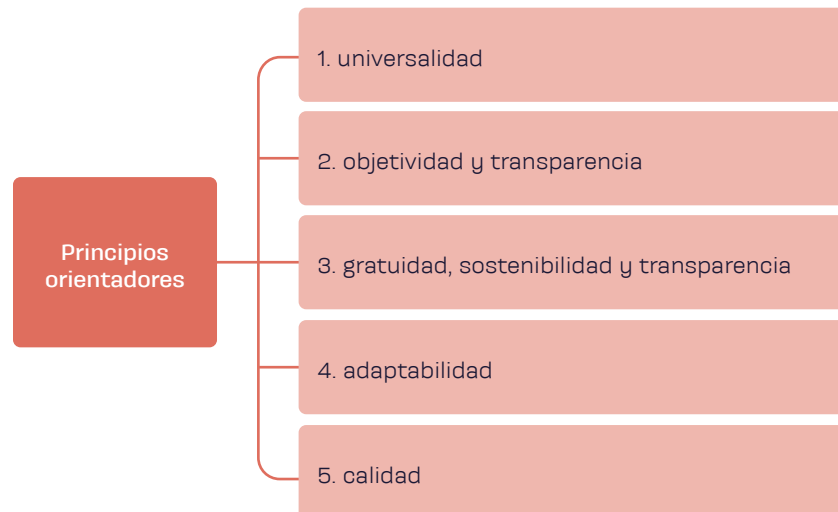 Principios
orientadores
1. universalidad
2. objetividad y transparencia
3. gratuidad, sostenibilidad y transparencia
4. adaptabilidad
5. calidad